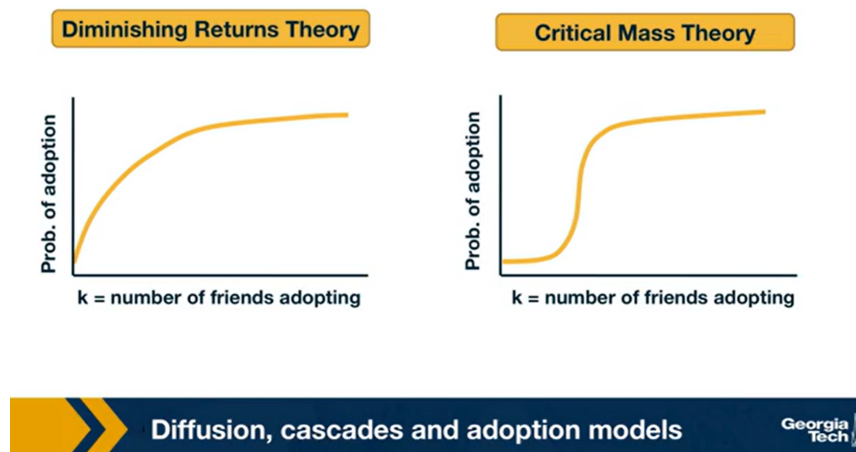 Diminishing Returns Theory
Critical Mass Theory
Prob. of adoption
k = number of friends adopting
Prob. of adoption
k = number of friends adopting
Diffusion, cascades and adoption models
Georgia
Tech